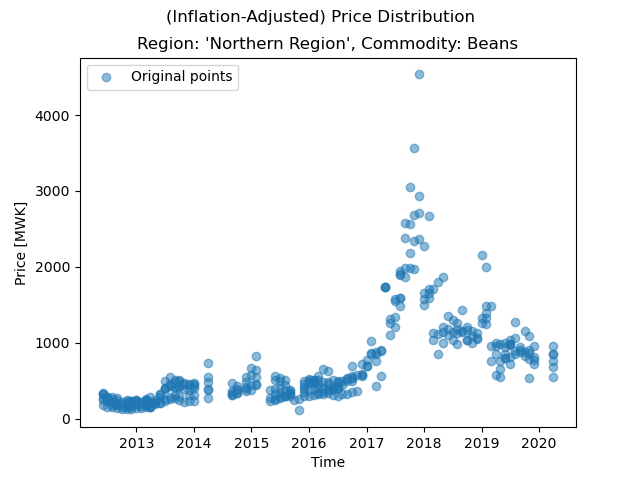 (Inflation-Adjusted) Price Distribution
Region: 'Northern Region', Commodity: Beans
Original points
Price [MWK]
4000
3000
2000
1000
0
2013 2014 2015 2016 2017 2018 2019 2020
Time